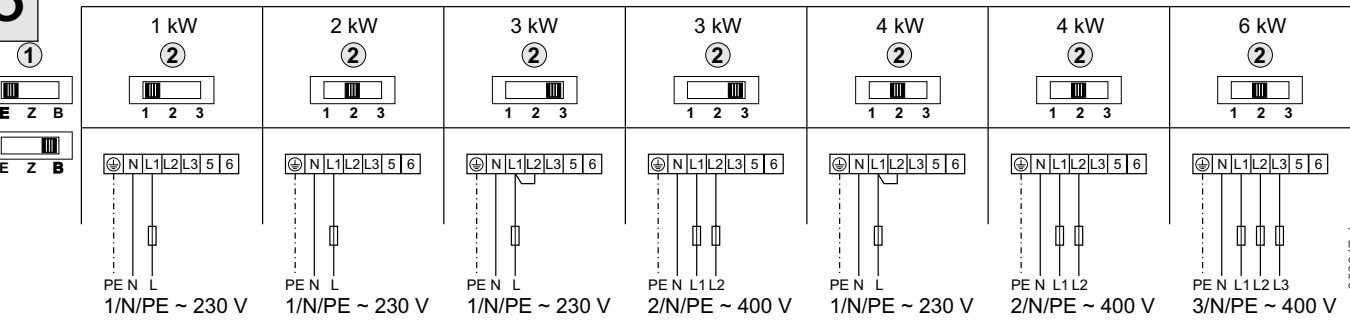 1 kW 2 kW 3 kW 3 kW 4 kW 4 kW 6 kW
1 2 2 2 2 2 2 2
E Z B 1 2 3 1 2 3 1 2 3 1 2 3 1 2 3 1 2 3 1 2 3
E Z B N L1 L2 L3 5 6 N L1 L2 L3 5 6 N L1 L2 L3 5 6 N L1 L2 L3 5 6 N L1 L2 L3 5 6 N L1 L2 L3 5 6 N L1 L2 L3 5 6
PE N L PE N L PE N L PE N L1 L2 PE N L PE N L1 L2 PE N L1 L2 L3
1/N/PE ~ 230 V 1/N/PE ~ 230 V 1/N/PE ~ 230 V 2/N/PE ~ 400 V 1/N/PE ~ 230 V 2/N/PE ~ 400 V 3/N/PE ~ 400 V